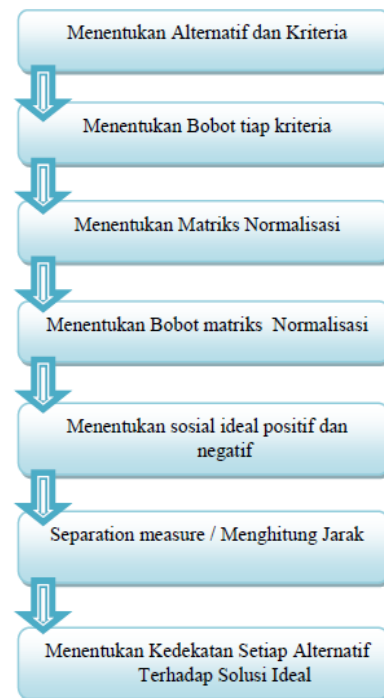 Menentukan Alternatif dan Kriteria
Menentukan Bobot tiap kriteria
Menentukan Matriks Normalisasi
Menentukan Bobot matriks Normalisasi
Menentukan sosial ideal positif dan
negatif
Separation measure / Menghitung Jarak
Menentukan Kedekatan Setiap Alternatif
Terhadap Solusi Ideal